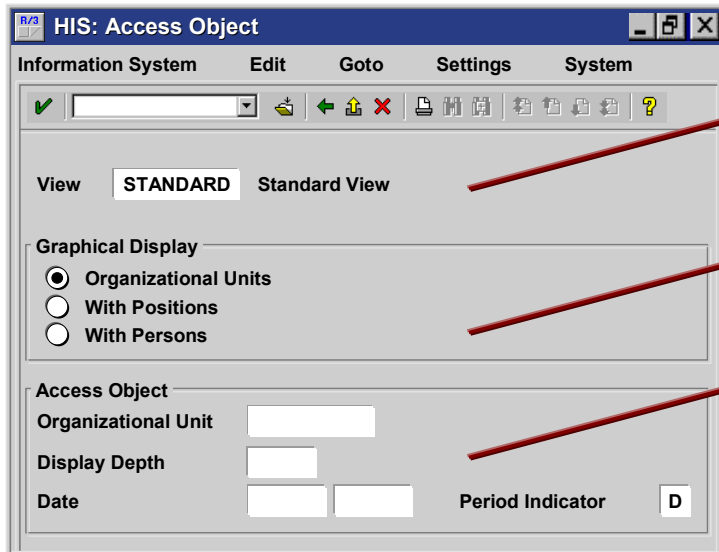 R/3 HIS: Access Object
Information System Edit Goto Settings System
?
View STANDARD Standard View
Graphical Display
Organizational Units
With Positions
With Persons
Access Object
Organizational Unit
Display Depth
Date Period Indicator D